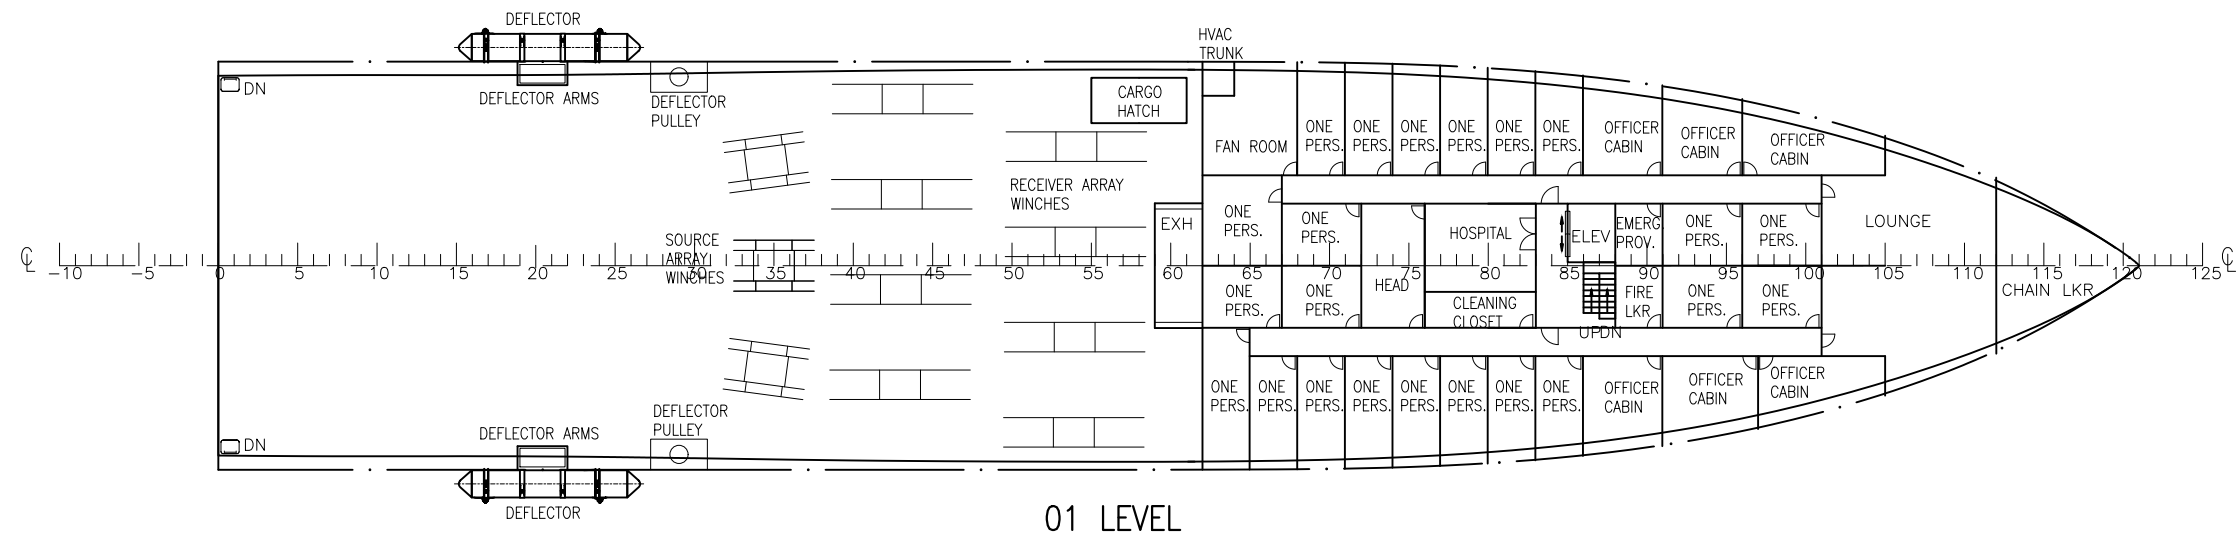 DEFLECTOR
HVAC
TRUNK
DN
DEFLECTOR ARMS
DEFLECTOR
PULLEY
CARGO
HATCH
FAN ROOM
ONE
PERS.
ONE
PERS.
ONE
PERS.
ONE
PERS.
ONE
PERS.
ONE
PERS.
OFFICER
CABIN
OFFICER
CABIN
OFFICER
CABIN
RECEIVER ARRAY
WINCHES
EXH
ONE
PERS.
ONE
PERS.
HOSPITAL
ELEV
EMERG
PROV.
ONE
PERS.
ONE
PERS.
LOUNGE
SOURCE
ARRAY
WINCHES
℄ -10 -5 0 5 10 15 20 25 30 35 40 45 50 55 60 65 70 75 80 85 90 95 100 105 110 115 120 125 ℄
ONE
PERS.
ONE
PERS.
HEAD
CLEANING
CLOSET
FIRE
LKR
ONE
PERS.
ONE
PERS.
CHAIN LKR
UPDN
ONE
PERS.
ONE
PERS.
ONE
PERS.
ONE
PERS.
ONE
PERS.
ONE
PERS.
ONE
PERS.
ONE
PERS.
OFFICER
CABIN
OFFICER
CABIN
OFFICER
CABIN
DEFLECTOR
PULLEY
DEFLECTOR ARMS
DN
DEFLECTOR
01 LEVEL